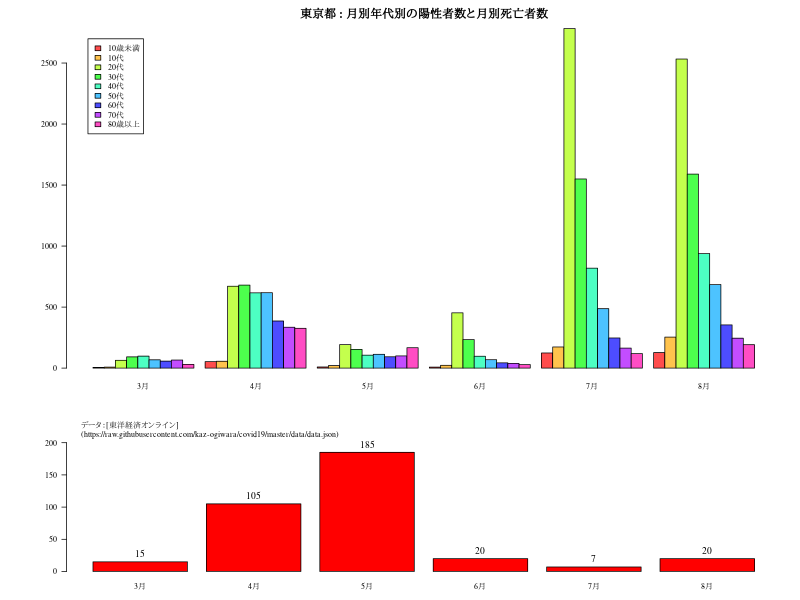 東京都 : 月別年代別の陽性者数と月別死亡者数
10歳未満
10代
20代
30代
40代
50代
60代
70代
80歳以上
2500
2000
1500
1000
500
0
3月 4月 5月 6月 7月 8月
データ:[東洋経済オンライン]
(https://raw.githubusercontent.com/kaz-ogiwara/covid19/master/data/data.json)
200
150
100
50
0
15 105 185 20 7 20
3月 4月 5月 6月 7月 8月